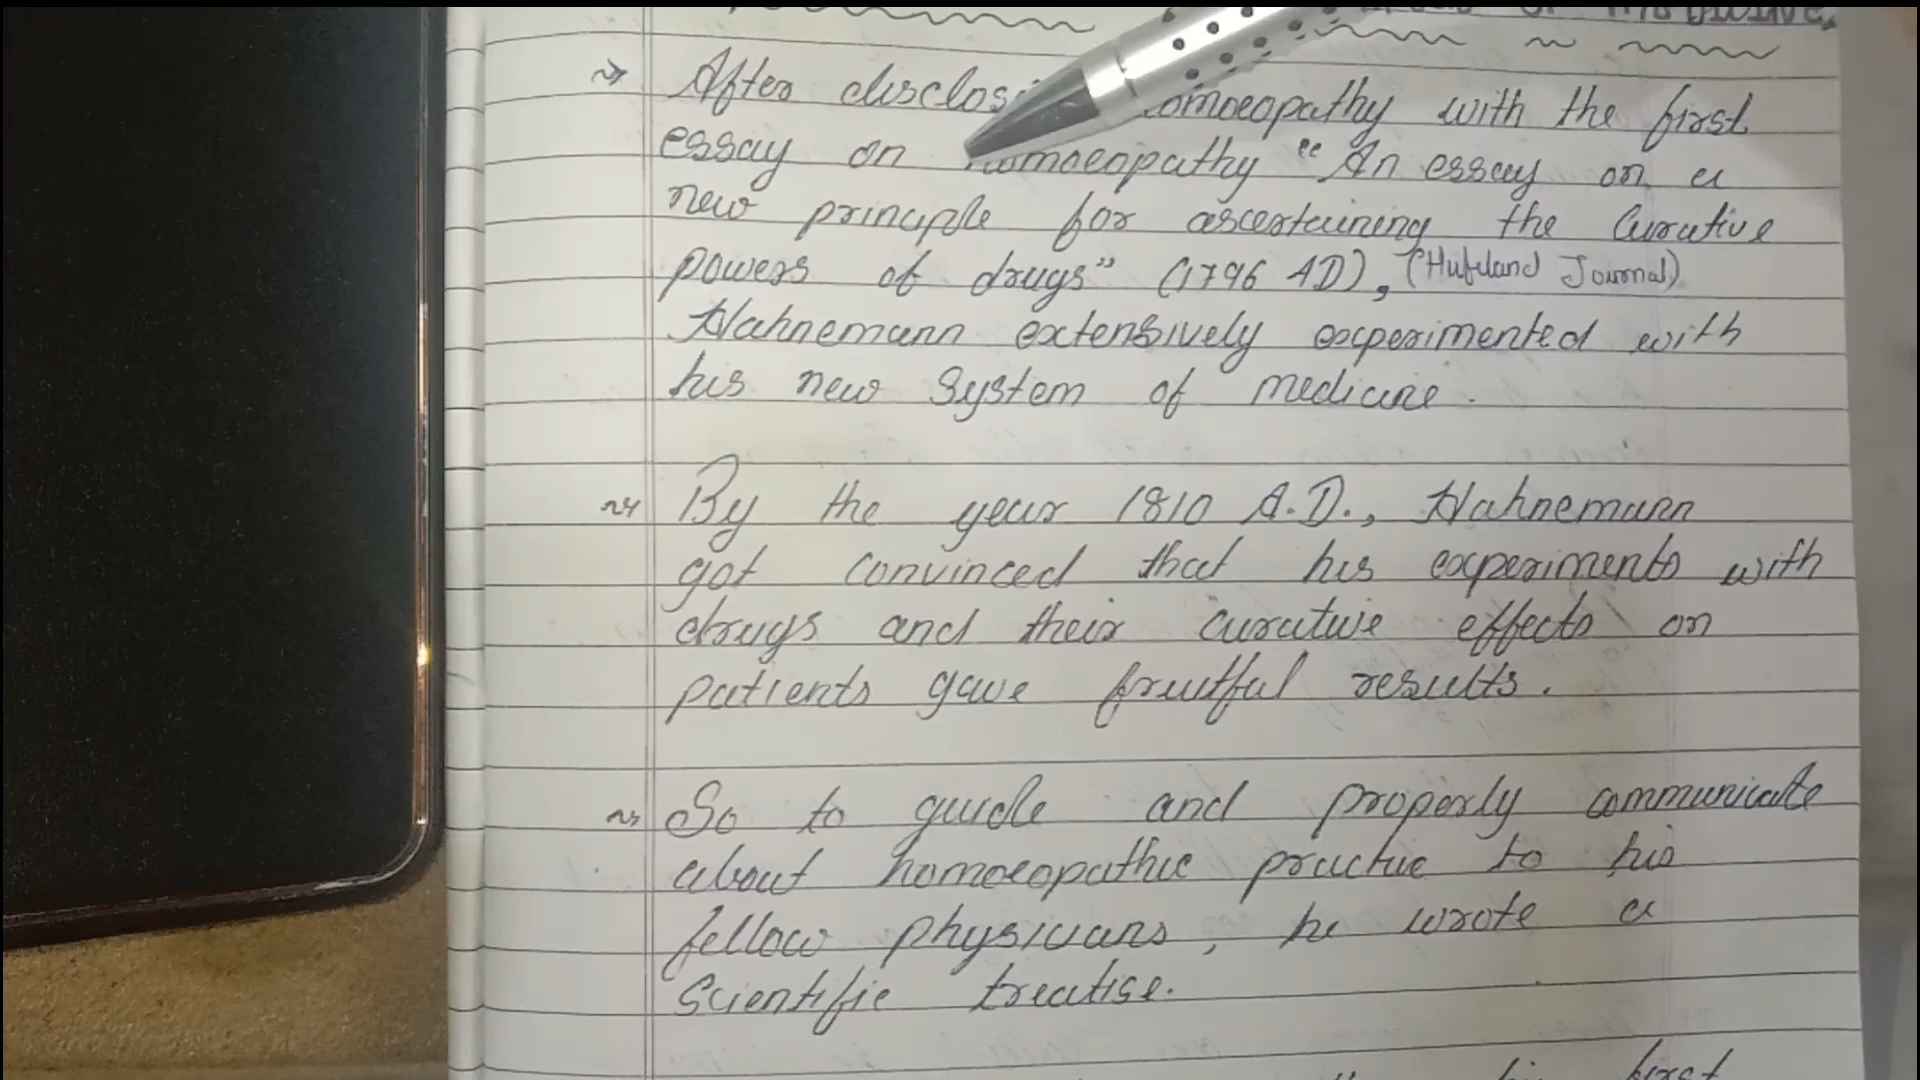 OF MEDICINE.
After homoeopathy with the first
essay on homoeopathy "An essay on a
new principle for ascertaining the Curative
powers of drugs" (1796 AD), (Hufeland Journal)
Hahnemann extensively experimented with
his new System of medicine.
By the year 1810 A.D., Hahnemann
got convinced that his experiments with
drugs and their curative effects on
patients gave fruitful results.
So to guide and properly communicate
about homoeopathic practice to his
fellow physicians, he wrote a
Scientific treatise.
first